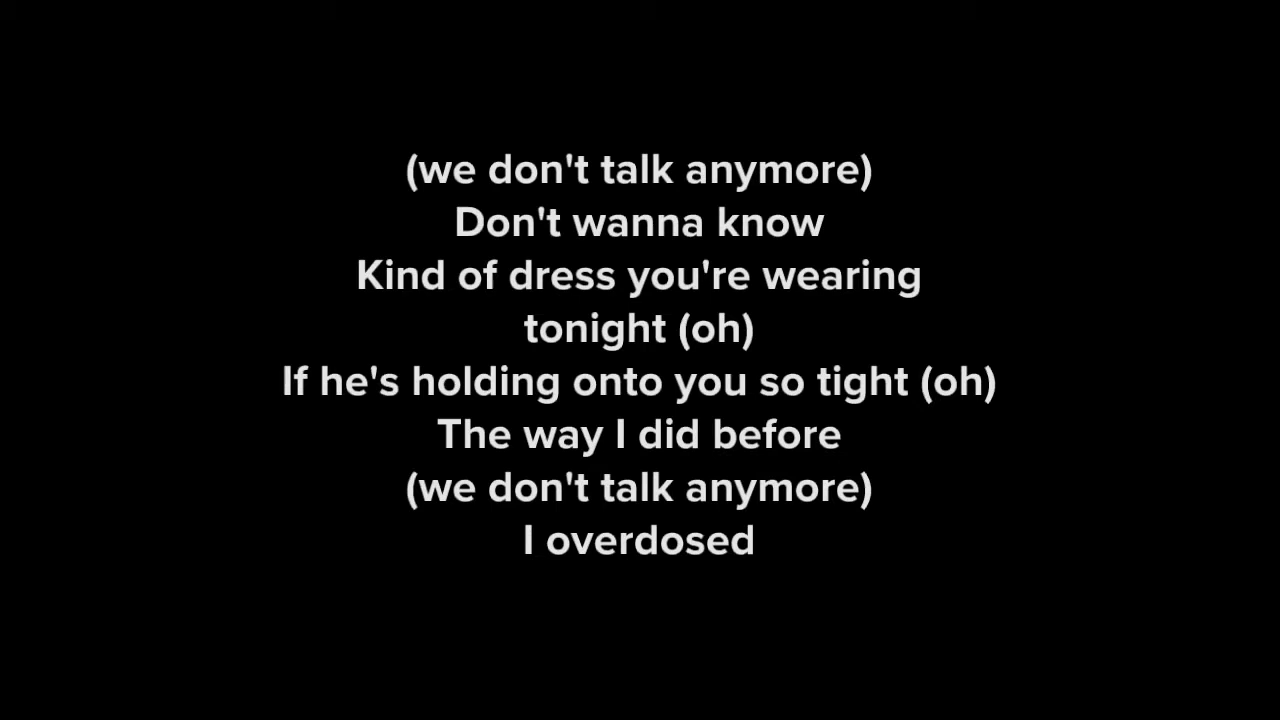 (we don't talk anymore)
Don't wanna know
Kind of dress you're wearing
tonight (oh)
If he's holding onto you so tight (oh)
The way I did before
(we don't talk anymore)
I overdosed